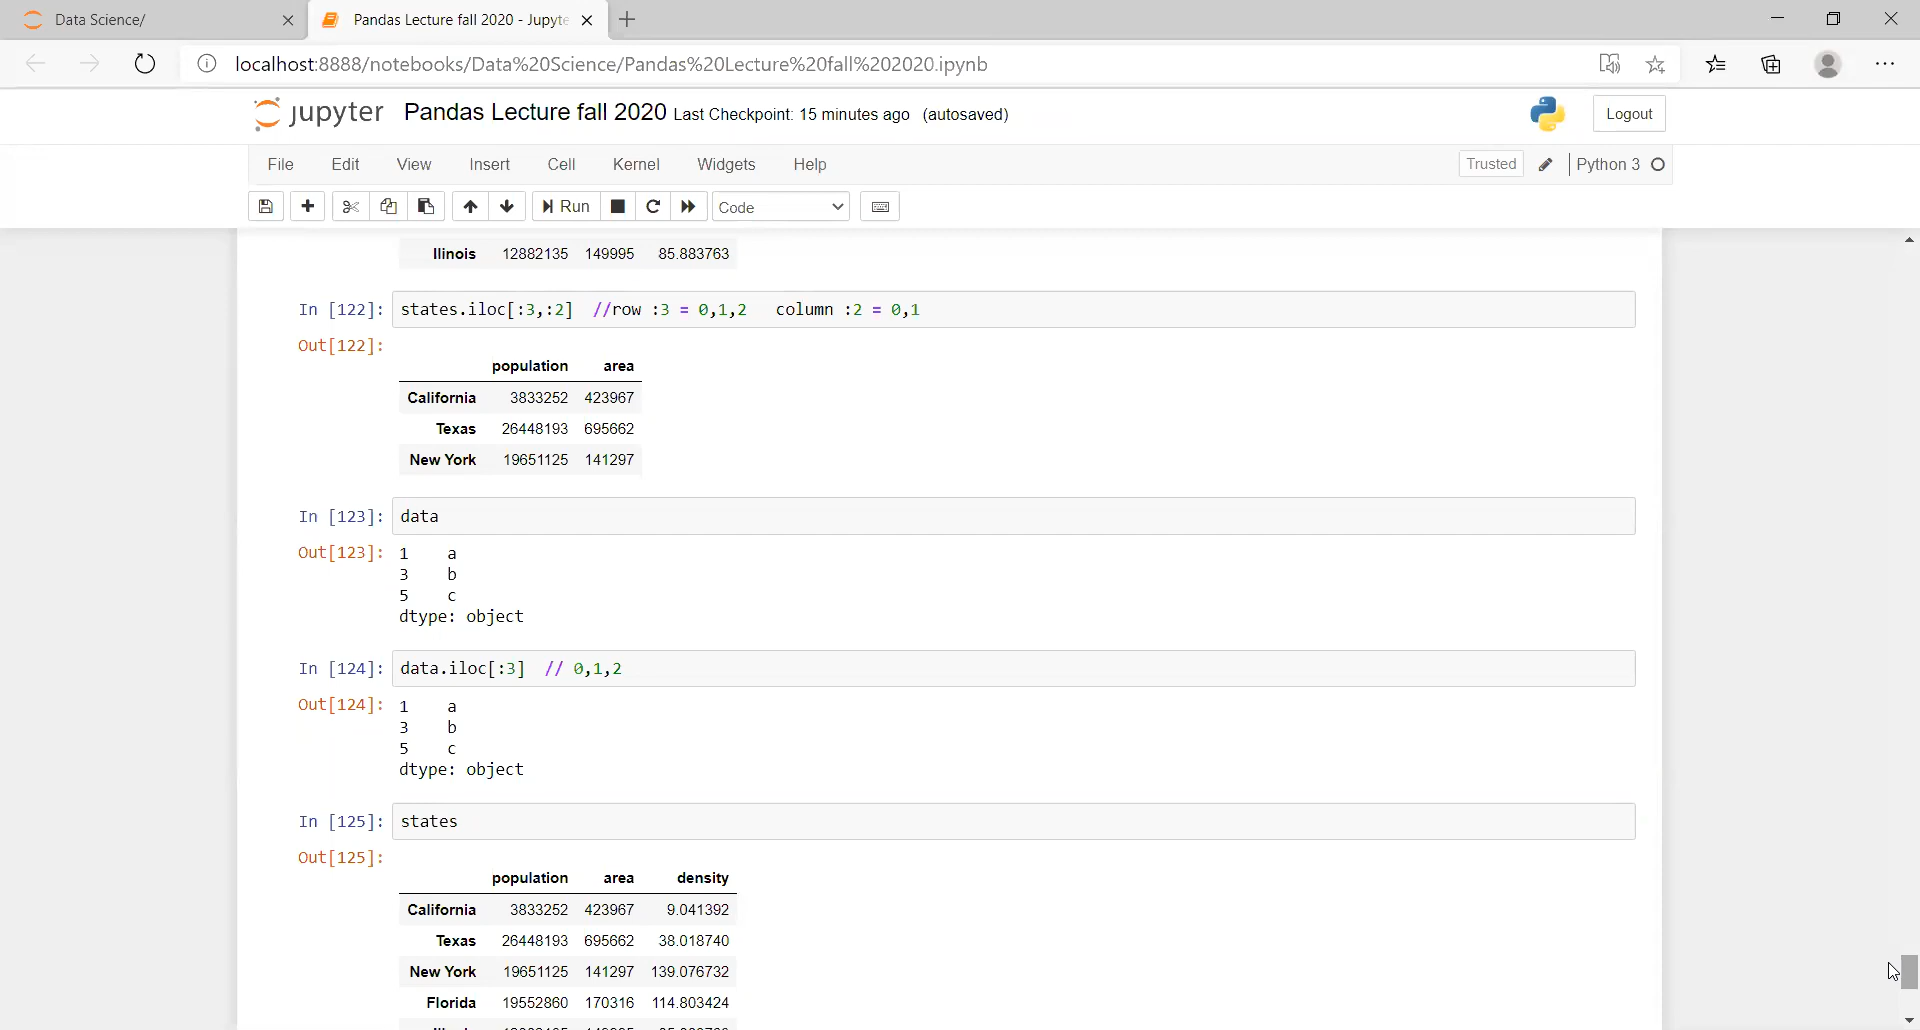 Data Science/
Pandas Lecture fall 2020 - Jupyte
localhost:8888/notebooks/Data%20Science/Pandas%20Lecture%20fall%202020.ipynb
jupyter Pandas Lecture fall 2020 Last Checkpoint: 15 minutes ago (autosaved)
Logout
File Edit View Insert Cell Kernel Widgets Help
Trusted Python 3
Run Code
Ilinois 12882135 149995 85.883763
In [122]: states.iloc[:3,:2] //row :3 = 0,1,2 column :2 = 0,1
Out[122]:
population area
California 3833252 423967
Texas 26448193 695662
New York 19651125 141297
In [123]: data
Out[123]: 1 a
3 b
5 c
dtype: object
In [124]: data.iloc[:3] // 0,1,2
Out[124]: 1 a
3 b
5 c
dtype: object
In [125]: states
Out[125]:
population area density
California 3833252 423967 9.041392
Texas 26448193 695662 38.018740
New York 19651125 141297 139.076732
Florida 19552860 170316 114.803424